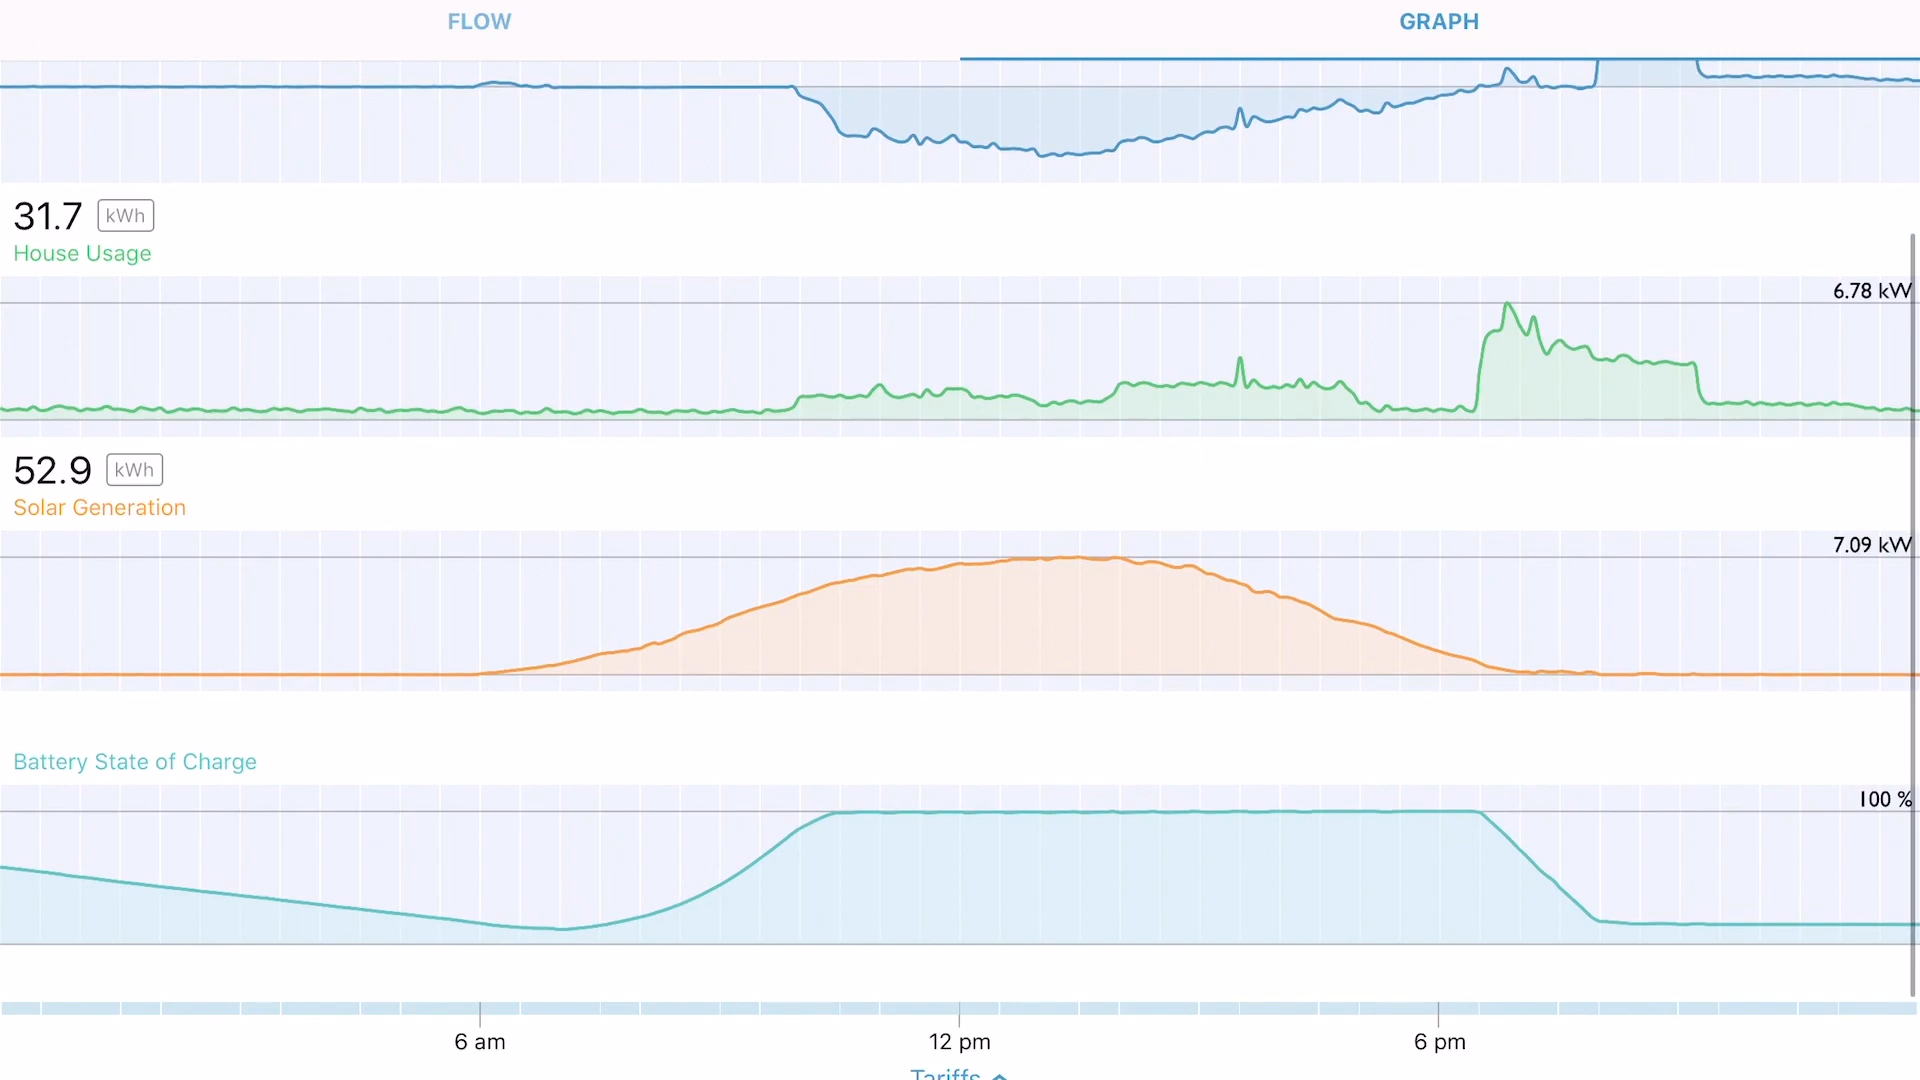 FLOW GRAPH
31.7 kWh
House Usage
6.78 kW
52.9 kWh
Solar Generation
7.09 kW
Battery State of Charge
100 %
6 am 12 pm 6 pm
Tariffs